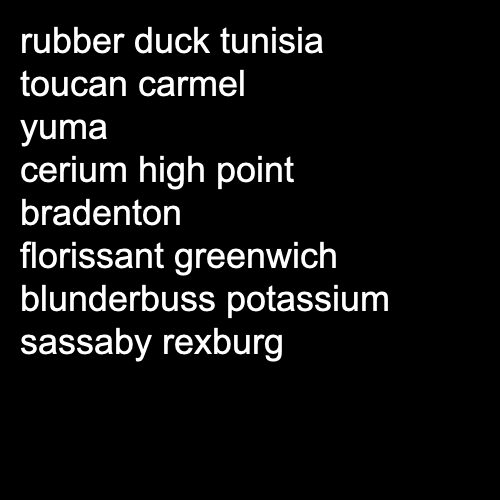 rubber duck tunisia
toucan carmel
yuma
cerium high point
bradenton
florissant greenwich
blunderbuss potassium
sassaby rexburg